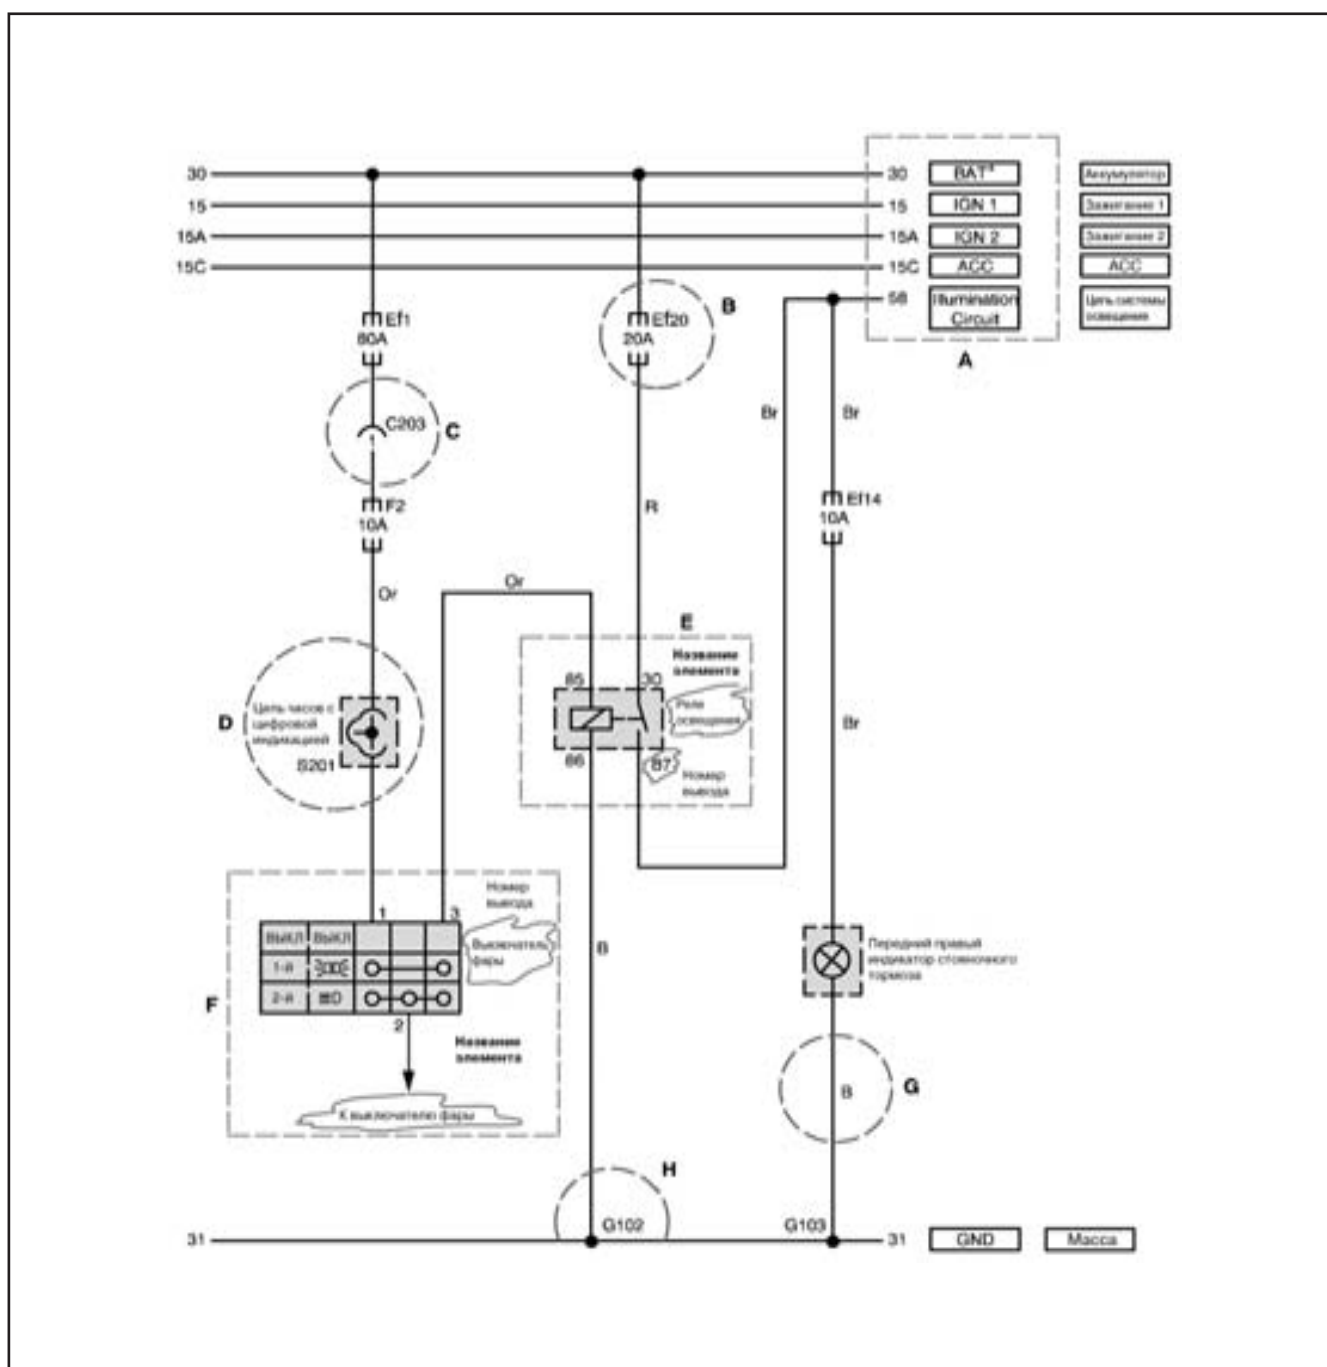 30
30
BAT+
Аккумулятор
15
15
IGN 1
Зажигание 1
15A
15A
IGN 2
Зажигание 2
15C
15C
ACC
ACC
58
Illumination
Circuit
Цепь системы
освещения
A
Ef1
80A
Ef20
20A
B
C203
C
Br
Br
F2
10A
R
Ef14
10A
Or
Or
E
Название
элемента
85
30
Реле
освещения
86
87
Номер
вывода
D
Цепь часов с
цифровой
индикацией
S201
Br
Номер
вывода
1
3
ВЫКЛ
ВЫКЛ
Выключатель
фары
1-й
2-й
2
F
Название
элемента
К выключателю фары
B
Передний правый
индикатор стояночного
тормоза
B
G
H
G102
G103
31
31
GND
Масса